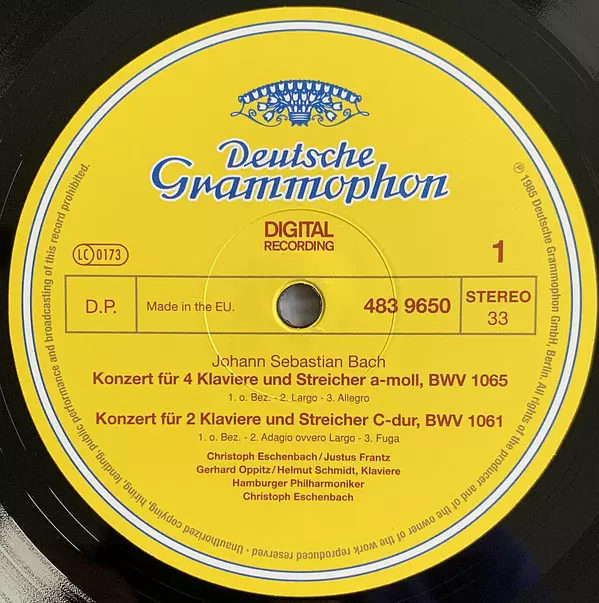 Deutsche
Grammophon
DIGITAL
RECORDING
LC 0173
1
D.P.
Made in the EU.
483 9650
STEREO
33
Johann Sebastian Bach
Konzert für 4 Klaviere und Streicher a-moll, BWV 1065
1. o. Bez. - 2. Largo - 3. Allegro
Konzert für 2 Klaviere und Streicher C-dur, BWV 1061
1. o. Bez. - 2. Adagio ovvero Largo - 3. Fuga
Christoph Eschenbach/Justus Frantz
Gerhard Oppitz/Helmut Schmidt, Klaviere
Hamburger Philharmoniker
Christoph Eschenbach
℗ 1985 Deutsche Grammophon GmbH, Berlin. All rights of the producer and of the owner of the work reproduced reserved • Unauthorized copying, hiring, lending, public performance and broadcasting of this record prohibited.